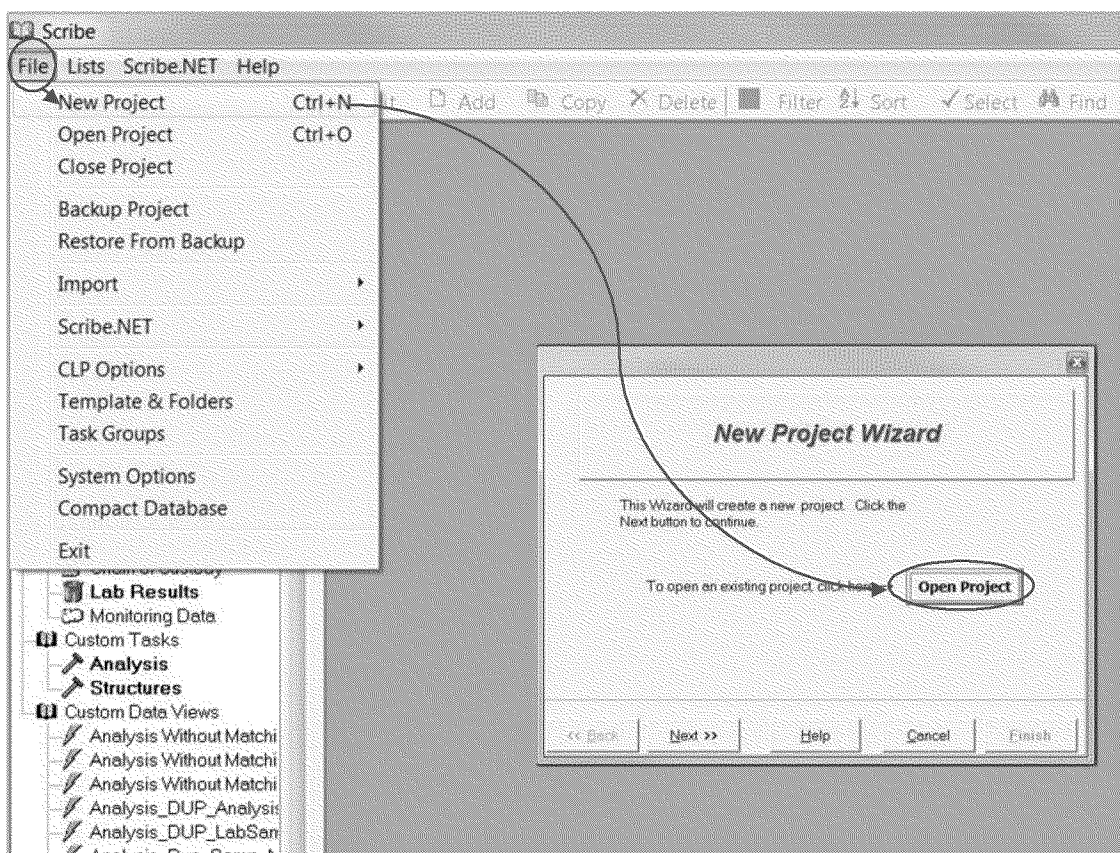 Scribe
File Lists Scribe.NET Help
Add Copy Delete Filter Sort Select Find
New Project Ctrl+N
Open Project Ctrl+O
Close Project
Backup Project
Restore From Backup
Import
Scribe.NET
CLP Options
Template & Folders
Task Groups
System Options
Compact Database
Exit
New Project Wizard
This Wizard will create a new project. Click the
Next button to continue.
To open an existing project click here
Open Project
<< Back Next >> Help Cancel Finish
Chain of Custody
Lab Results
Monitoring Data
Custom Tasks
Analysis
Structures
Custom Data Views
Analysis Without Matchi
Analysis Without Matchi
Analysis Without Matchi
Analysis_DUP_Analysis
Analysis_DUP_LabSam